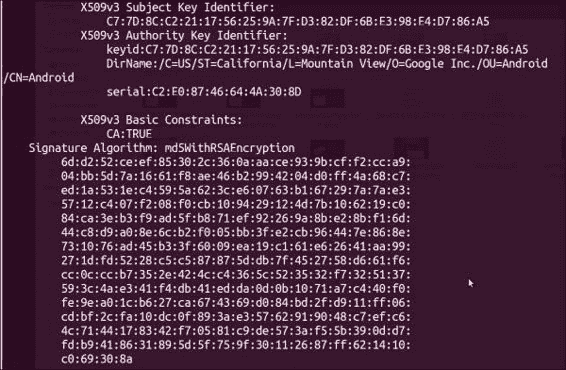 X509v3 Subject Key Identifier:
C7:7D:8C:C2:21:17:56:25:9A:7F:D3:82:DF:6B:E3:98:E4:D7:86:A5
X509v3 Authority Key Identifier:
keyid:C7:7D:8C:C2:21:17:56:25:9A:7F:D3:82:DF:6B:E3:98:E4:D7:86:A5
DirName:/C=US/ST=California/L=Mountain View/O=Google Inc./OU=Android
/CN=Android
serial:C2:E0:87:46:64:4A:30:8D
X509v3 Basic Constraints:
CA:TRUE
Signature Algorithm: md5WithRSAEncryption
6d:d2:52:ce:ef:85:30:2c:36:0a:aa:ce:93:9b:cf:f2:cc:a9:
04:bb:5d:7a:16:61:f8:ae:46:b2:99:42:04:d0:ff:4a:68:c7:
ed:1a:53:1e:c4:59:5a:62:3c:e6:07:63:b1:67:29:7a:7a:e3:
57:12:c4:07:f2:08:f0:cb:10:94:29:12:4d:7b:10:62:19:c0:
84:ca:3e:b3:f9:ad:5f:b8:71:ef:92:26:9a:8b:e2:8b:f1:6d:
44:c8:d9:a0:8e:6c:b2:f0:05:bb:3f:e2:cb:96:44:7e:86:8e:
73:10:76:ad:45:b3:3f:60:09:ea:19:c1:61:e6:26:41:aa:99:
27:1d:fd:52:28:c5:c5:87:87:5d:db:7f:45:27:58:d6:61:f6:
cc:0c:cc:b7:35:2e:42:4c:c4:36:5c:52:35:32:f7:32:51:37:
59:3c:4a:e3:41:f4:db:41:ed:da:0d:0b:10:71:a7:c4:40:f0:
fe:9e:a0:1c:b6:27:ca:67:43:69:d0:84:bd:2f:d9:11:ff:06:
cd:bf:2c:fa:10:dc:0f:89:3a:e3:57:62:91:90:48:c7:ef:c6:
4c:71:44:17:83:42:f7:05:81:c9:de:57:3a:f5:5b:39:0d:d7:
fd:b9:41:86:31:89:5d:5f:75:9f:30:11:26:87:ff:62:14:10:
c0:69:30:8a